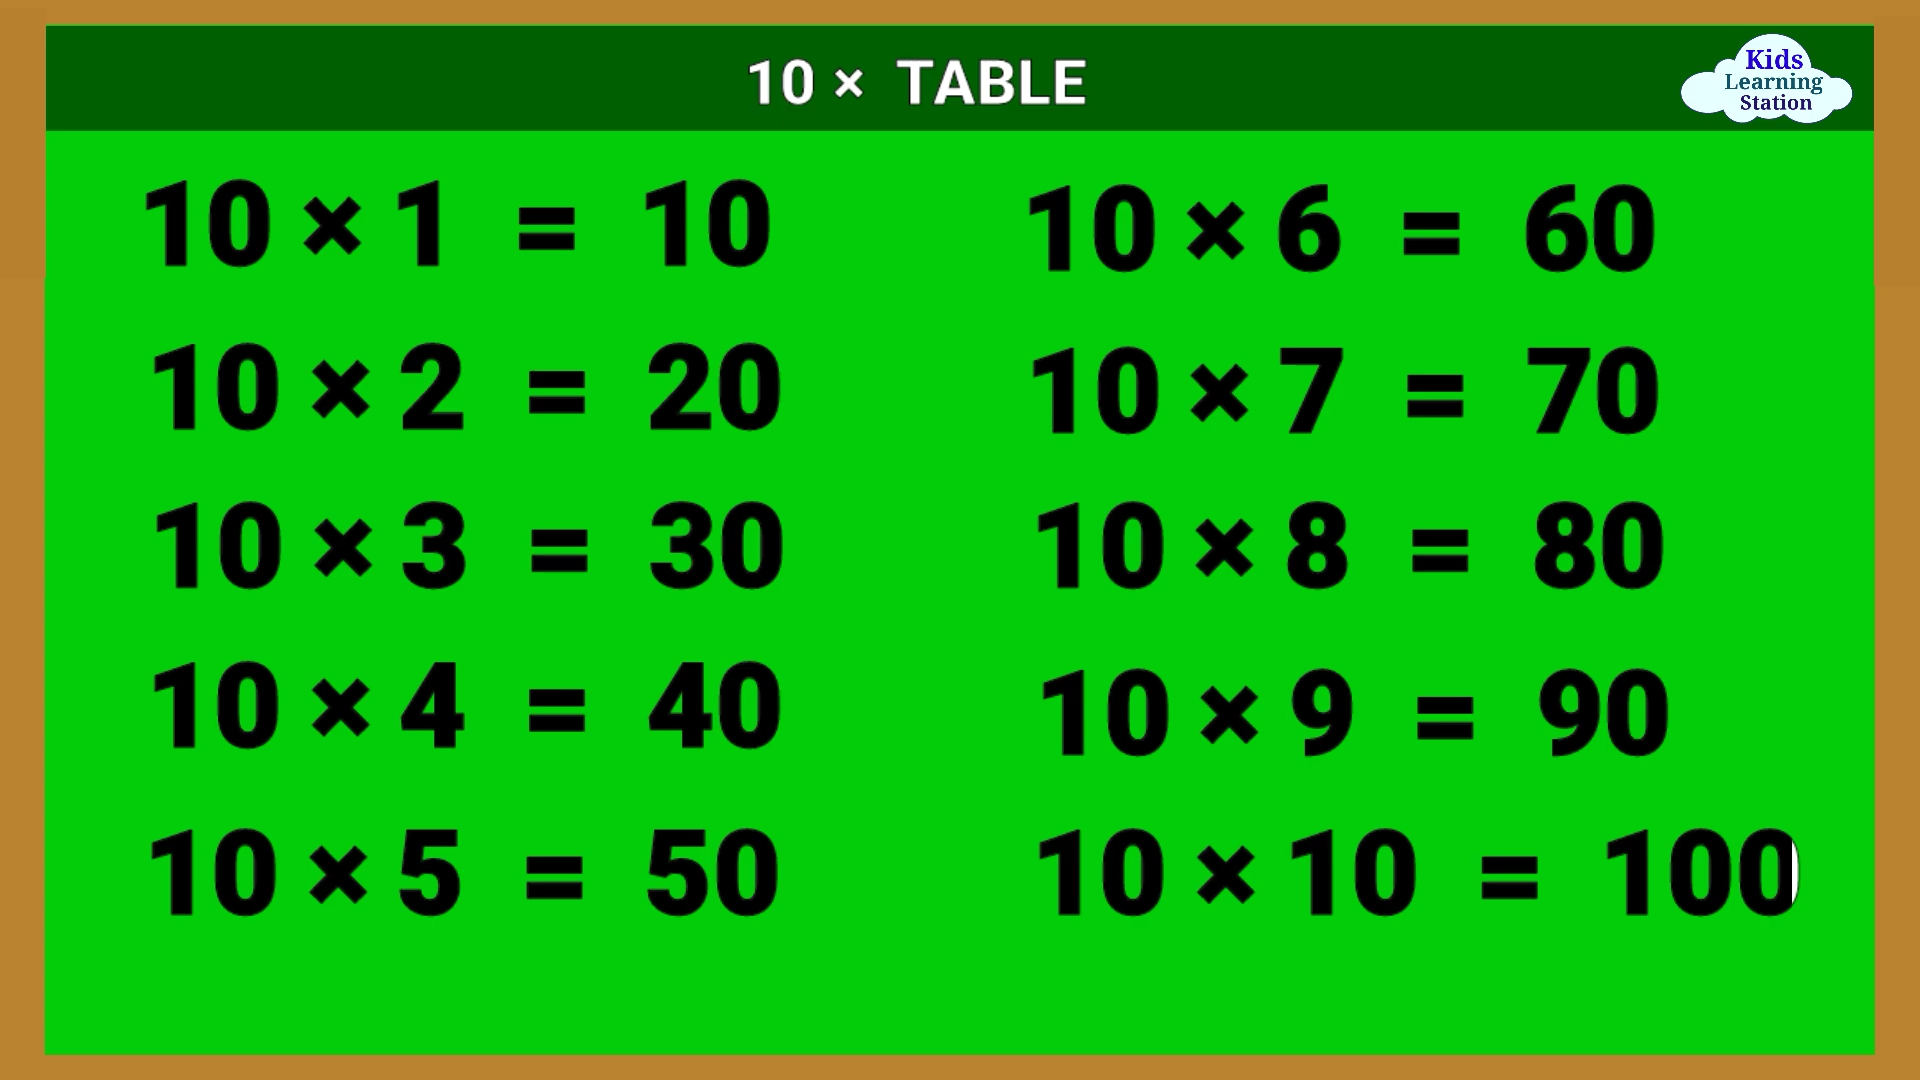 10 × TABLE
Kids
Learning
Station
10 × 1 = 10
10 × 2 = 20
10 × 3 = 30
10 × 4 = 40
10 × 5 = 50
10 × 6 = 60
10 × 7 = 70
10 × 8 = 80
10 × 9 = 90
10 × 10 = 100